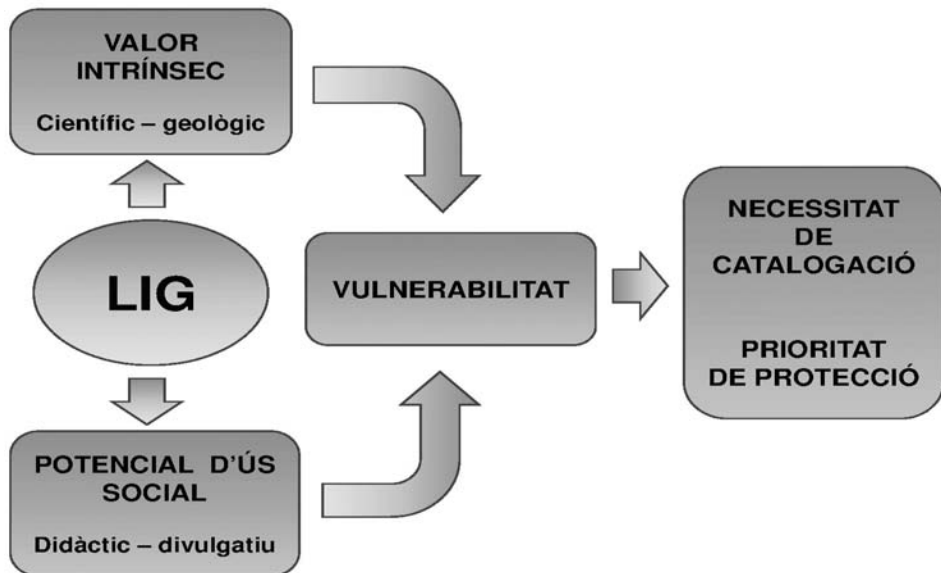 VALOR
INTRÍNSEC
Científic – geològic
LIG
POTENCIAL D'ÚS
SOCIAL
Didàctic – divulgatiu
VULNERABILITAT
NECESSITAT
DE
CATALOGACIÓ
PRIORITAT
DE PROTECCIÓ